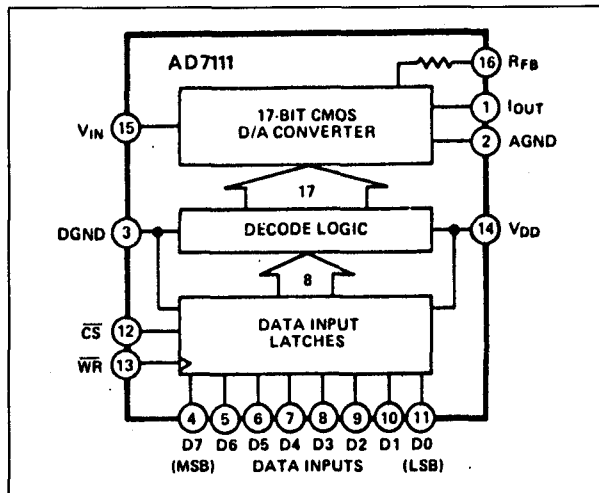 AD7111
16 RFB
17-BIT CMOS
D/A CONVERTER
1 IOUT
VIN 15
2 AGND
17
DGND 3
DECODE LOGIC
14 VDD
8
DATA INPUT
LATCHES
C̅S̅ 12
W̅R̅ 13
4 5 6 7 8 9 10 11
D7 D6 D5 D4 D3 D2 D1 D0
(MSB) DATA INPUTS (LSB)